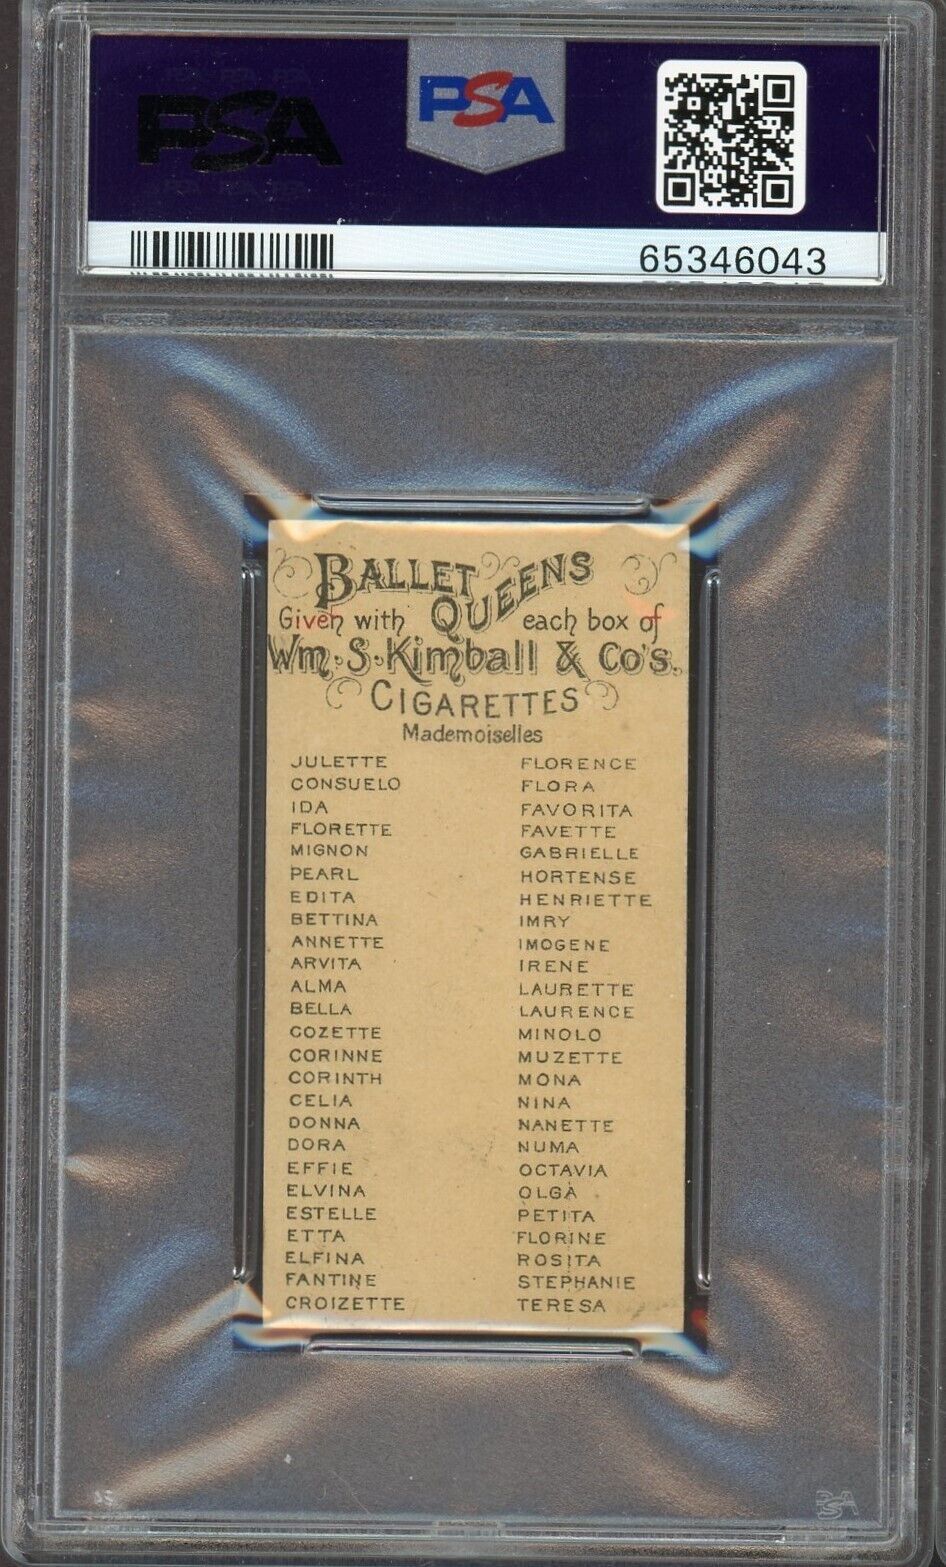 PSA
PSA
65346043
BALLET QUEENS
Given with each box of
Wm. S. Kimball & Co's.
CIGARETTES
Mademoiselles
JULETTE
CONSUELO
IDA
FLORETTE
MIGNON
PEARL
EDITA
BETTINA
ANNETTE
ARVITA
ALMA
BELLA
COZETTE
CORINNE
CORINTH
CELIA
DONNA
DORA
EFFIE
ELVINA
ESTELLE
ETTA
ELFINA
FANTINE
CROIZETTE
FLORENCE
FLORA
FAVORITA
FAVETTE
GABRIELLE
HORTENSE
HENRIETTE
IMRY
IMOGENE
IRENE
LAURETTE
LAURENCE
MINOLO
MUZETTE
MONA
NINA
NANETTE
NUMA
OCTAVIA
OLGA
PETITA
FLORINE
ROSITA
STEPHANIE
TERESA
PSA